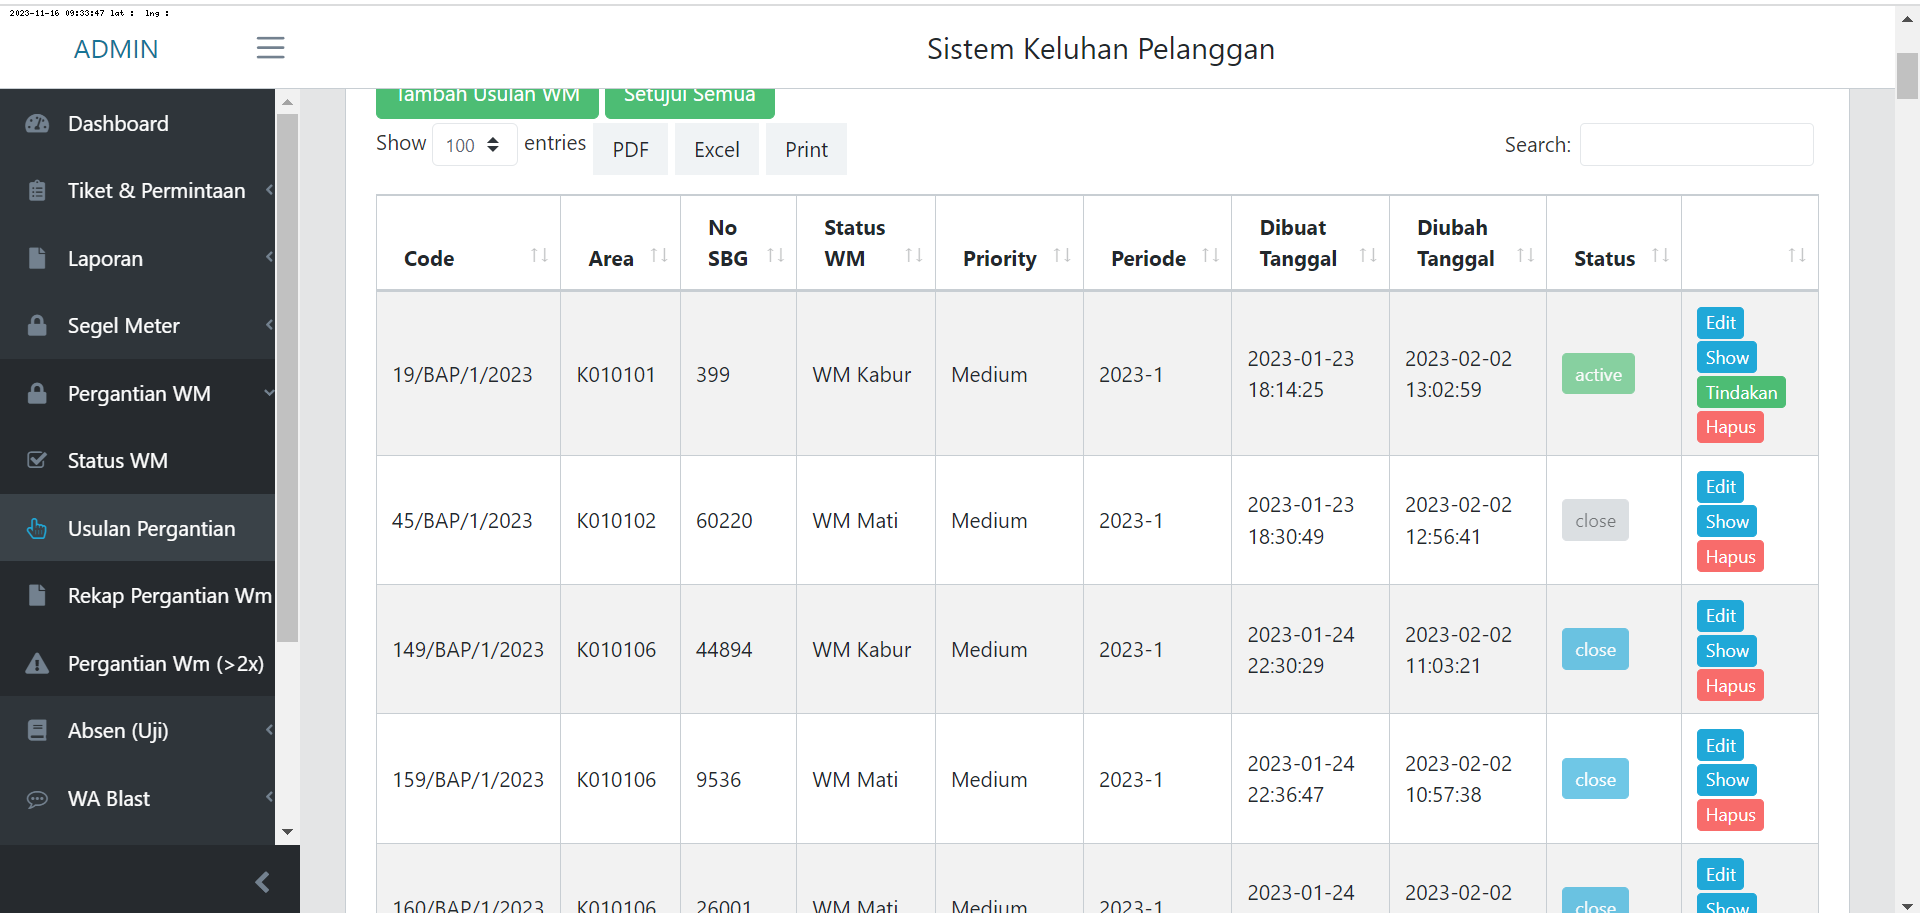 2023-11-16 09:33:47 lat : lng :
ADMIN
Sistem Keluhan Pelanggan
Dashboard
Tiket & Permintaan
Laporan
Segel Meter
Pergantian WM
Status WM
Usulan Pergantian
Rekap Pergantian Wm
Pergantian Wm (>2x)
Absen (Uji)
WA Blast
Tambah Usulan WM Setujui Semua
Show 100 entries PDF Excel Print Search:
Code Area No SBG Status WM Priority Periode Dibuat Tanggal Diubah Tanggal Status
19/BAP/1/2023 K010101 399 WM Kabur Medium 2023-1 2023-01-23 18:14:25 2023-02-02 13:02:59 active Edit Show Tindakan Hapus
45/BAP/1/2023 K010102 60220 WM Mati Medium 2023-1 2023-01-23 18:30:49 2023-02-02 12:56:41 close Edit Show Hapus
149/BAP/1/2023 K010106 44894 WM Kabur Medium 2023-1 2023-01-24 22:30:29 2023-02-02 11:03:21 close Edit Show Hapus
159/BAP/1/2023 K010106 9536 WM Mati Medium 2023-1 2023-01-24 22:36:47 2023-02-02 10:57:38 close Edit Show Hapus
160/BAP/1/2023 K010106 26001 WM Mati Medium 2023-1 2023-01-24 2023-02-02 close Edit Show